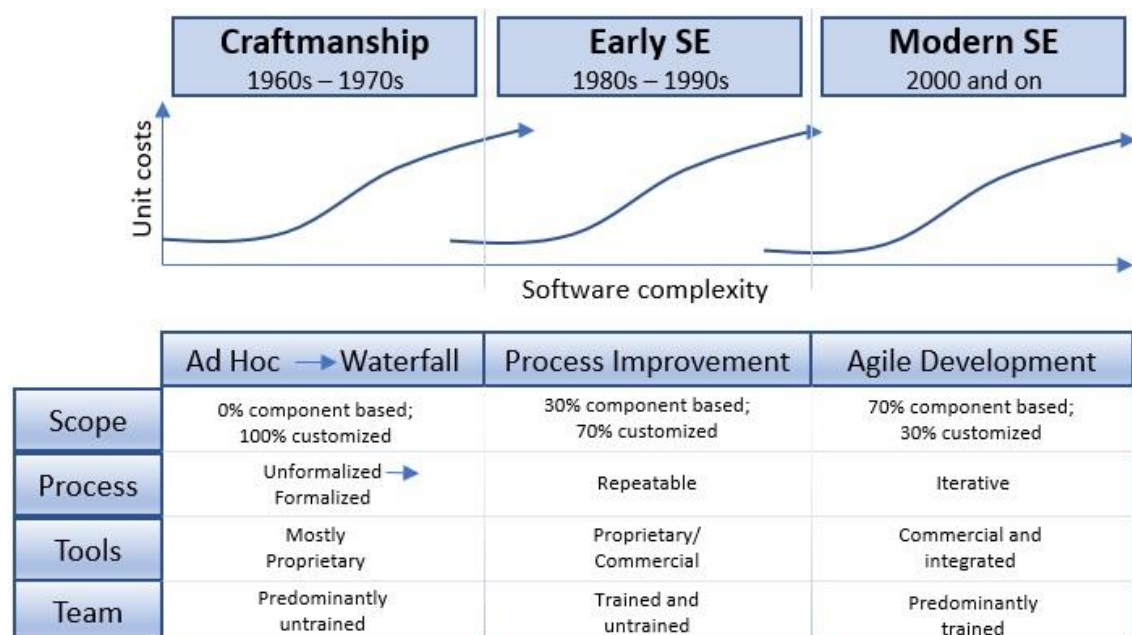 Craftmanship
1960s – 1970s
Early SE
1980s – 1990s
Modern SE
2000 and on
Unit costs
Software complexity
Ad Hoc → Waterfall
Process Improvement
Agile Development
Scope
0% component based;
100% customized
30% component based;
70% customized
70% component based;
30% customized
Process
Unformalized →
Formalized
Repeatable
Iterative
Tools
Mostly
Proprietary
Proprietary/
Commercial
Commercial and
integrated
Team
Predominantly
untrained
Trained and
untrained
Predominantly
trained